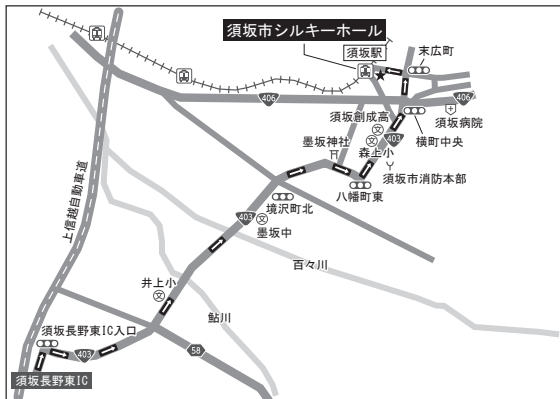 須坂市シルキーホール
須坂駅
末広町
406
406
須坂創成高
文
須坂病院
横町中央
墨坂神社
文
403
森上小
須坂市消防本部
八幡町東
境沢町北
403
文
墨坂中
上信越自動車道
百々川
井上小
文
鮎川
須坂長野東IC入口
403
58
須坂長野東IC